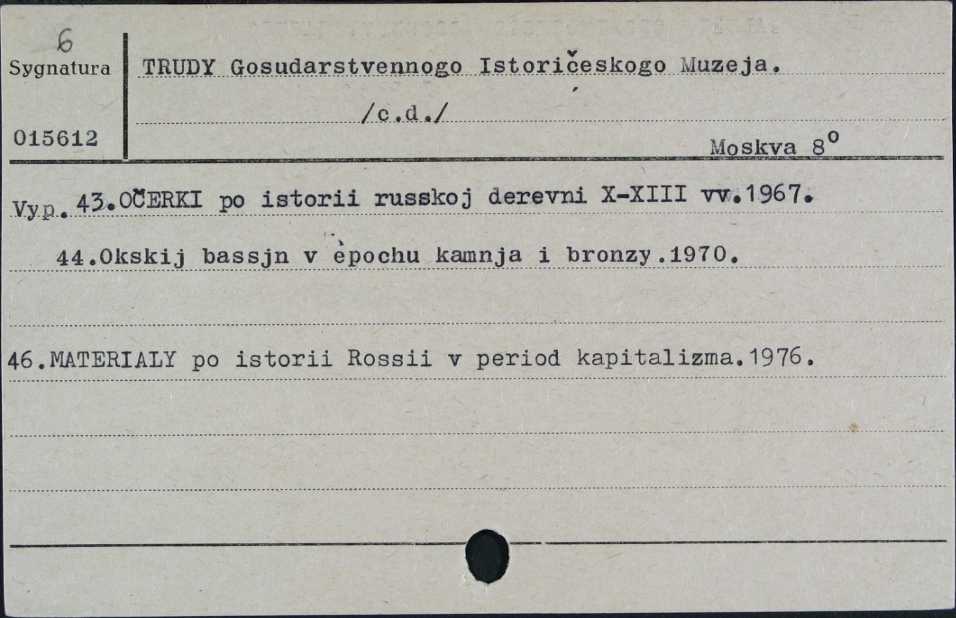 6
Sygnatura
TRUDY Gosudarstvennogo Istoričeskogo Muzeja.
/c.d./
015612
Moskva 8º
Vyp. 43.OČERKI po istorii russkoj derevni X-XIII vv.1967.
44.Okskij bassjn v èpochu kamnja i bronzy.1970.
46.MATERIALY po istorii Rossii v period kapitalizma.1976.